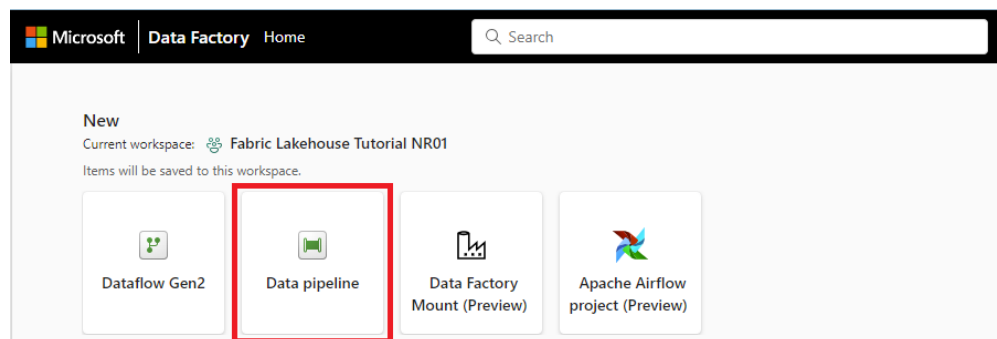 Microsoft Data Factory Home Search
New
Current workspace: Fabric Lakehouse Tutorial NR01
Items will be saved to this workspace.
Dataflow Gen2
Data pipeline
Data Factory
Mount (Preview)
Apache Airflow
project (Preview)